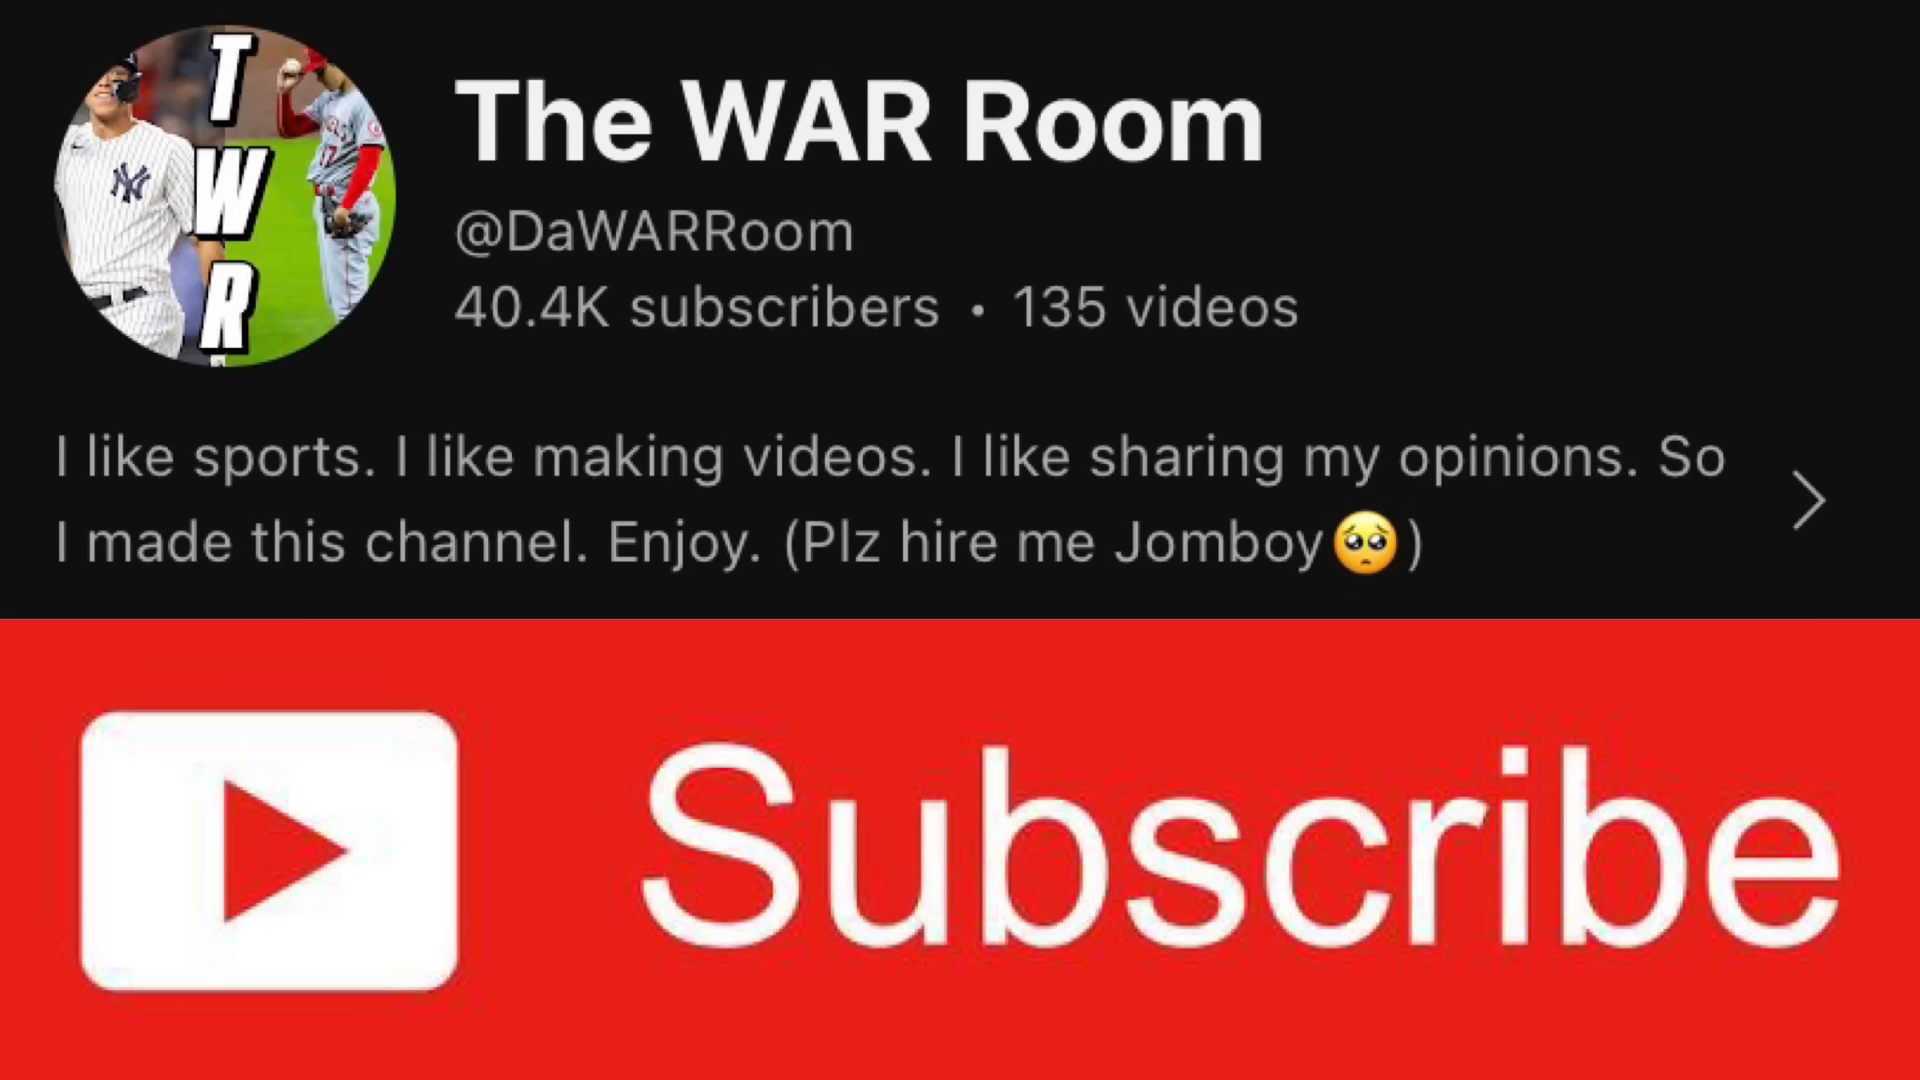 T
W
R
The WAR Room
@DaWARRoom
40.4K subscribers • 135 videos
I like sports. I like making videos. I like sharing my opinions. So
I made this channel. Enjoy. (Plz hire me Jomboy🥺)
Subscribe